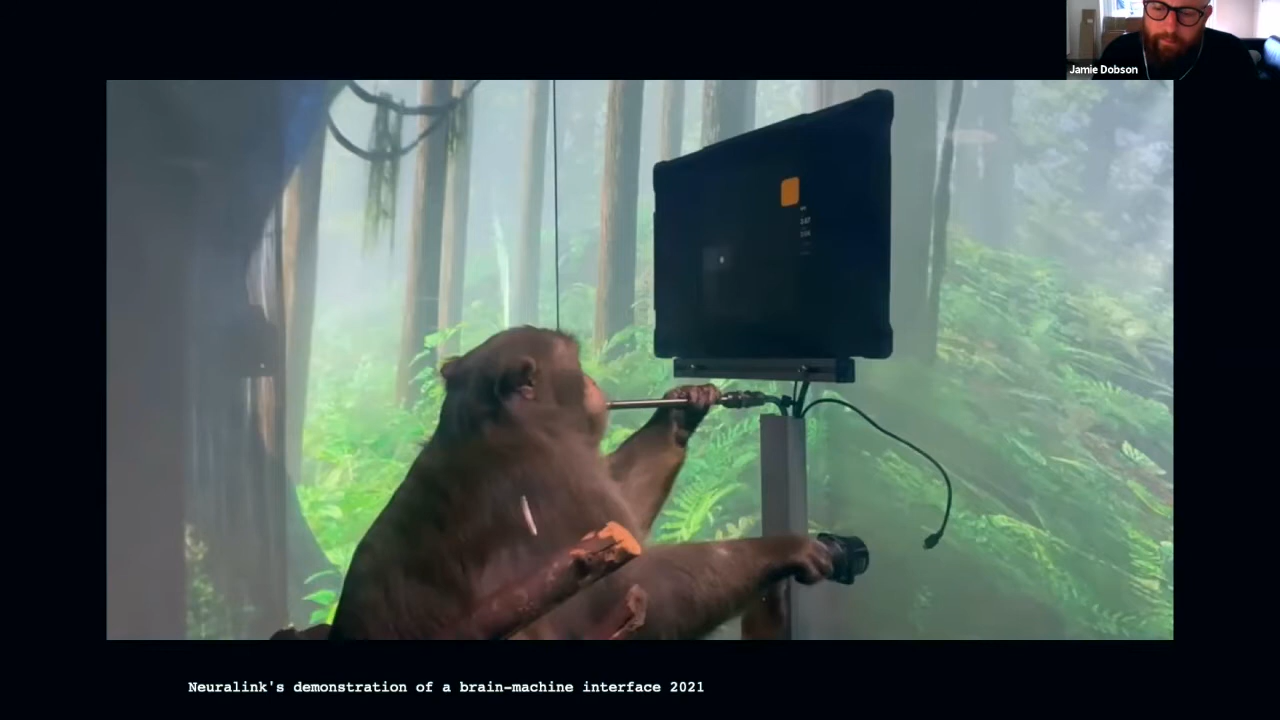 Jamie Dobson
Neuralink's demonstration of a brain-machine interface 2021